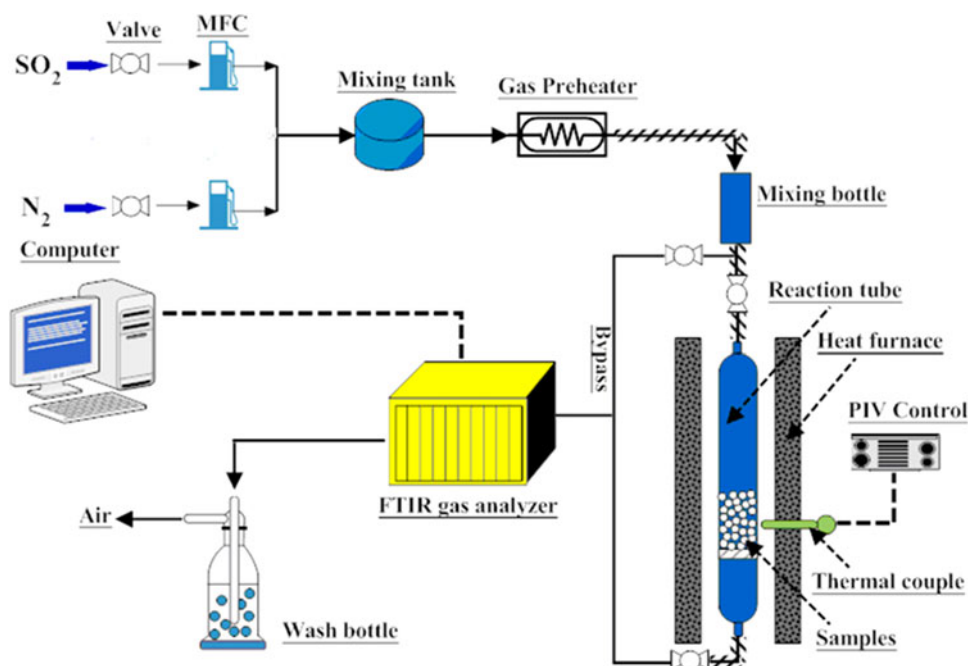 Valve
MFC
SO2
Mixing tank
Gas Preheater
N2
Mixing bottle
Computer
Reaction tube
Bypass
Heat furnace
PIV Control
FTIR gas analyzer
Air
Thermal couple
Wash bottle
Samples